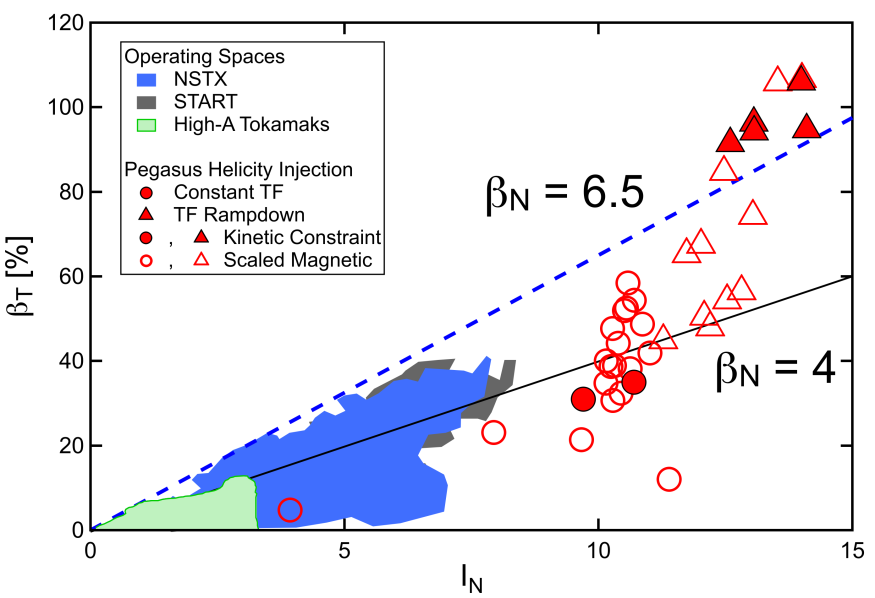 120
100
80
60
40
20
0
βT [%]
Operating Spaces
NSTX
START
High-A Tokamaks
Pegasus Helicity Injection
Constant TF
TF Rampdown
, Kinetic Constraint
, Scaled Magnetic
βN = 6.5
βN = 4
0 5 10 15
IN